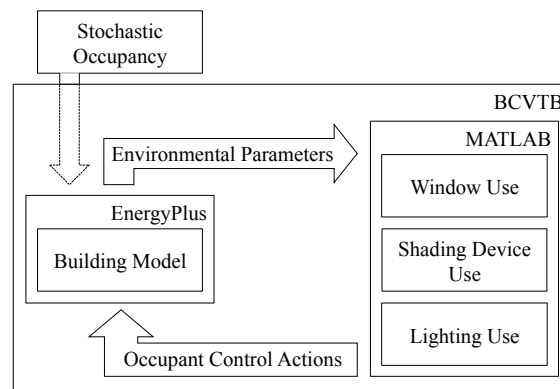 Stochastic
Occupancy
BCVTB
MATLAB
Environmental Parameters
Window Use
EnergyPlus
Building Model
Shading Device
Use
Lighting Use
Occupant Control Actions